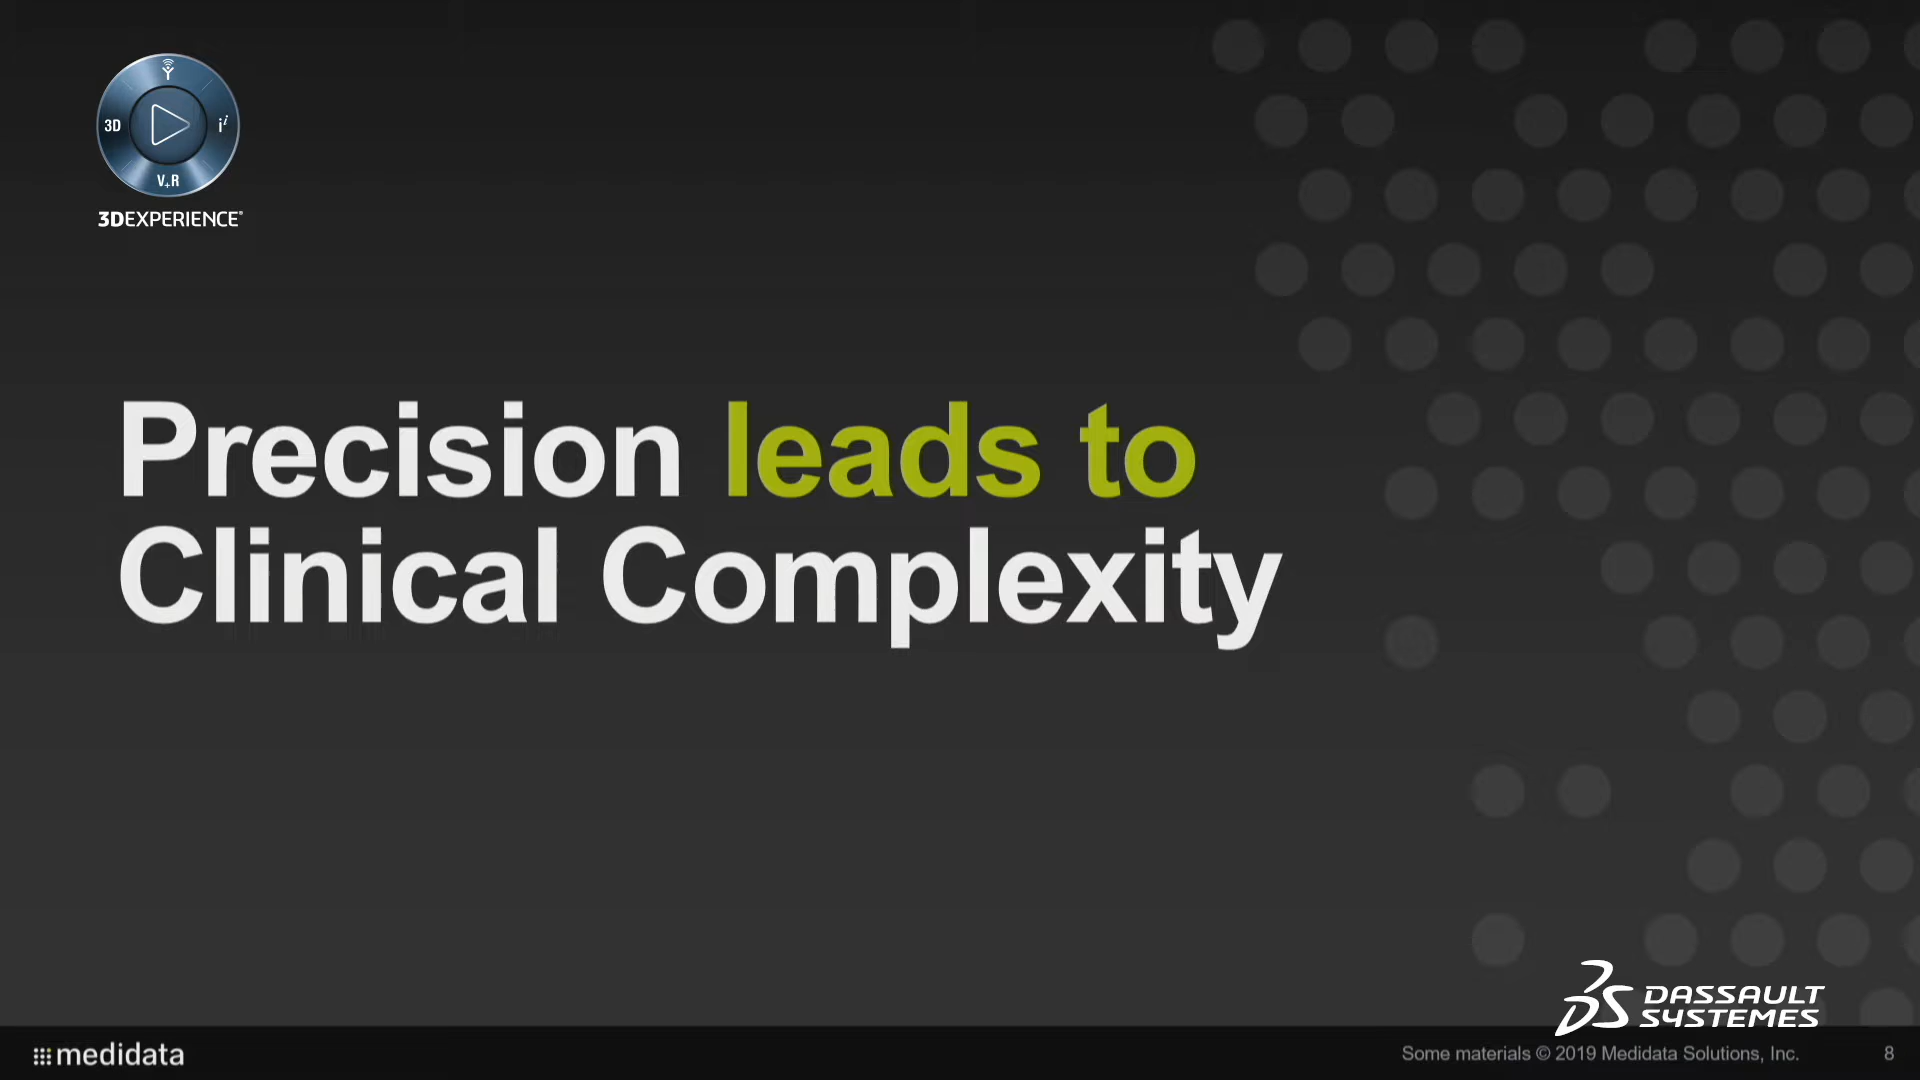 3D
i i
V+R
3DEXPERIENCE®
Precision leads to
Clinical Complexity
DASSAULT
SYSTEMES
medidata
Some materials © 2019 Medidata Solutions, Inc.
8